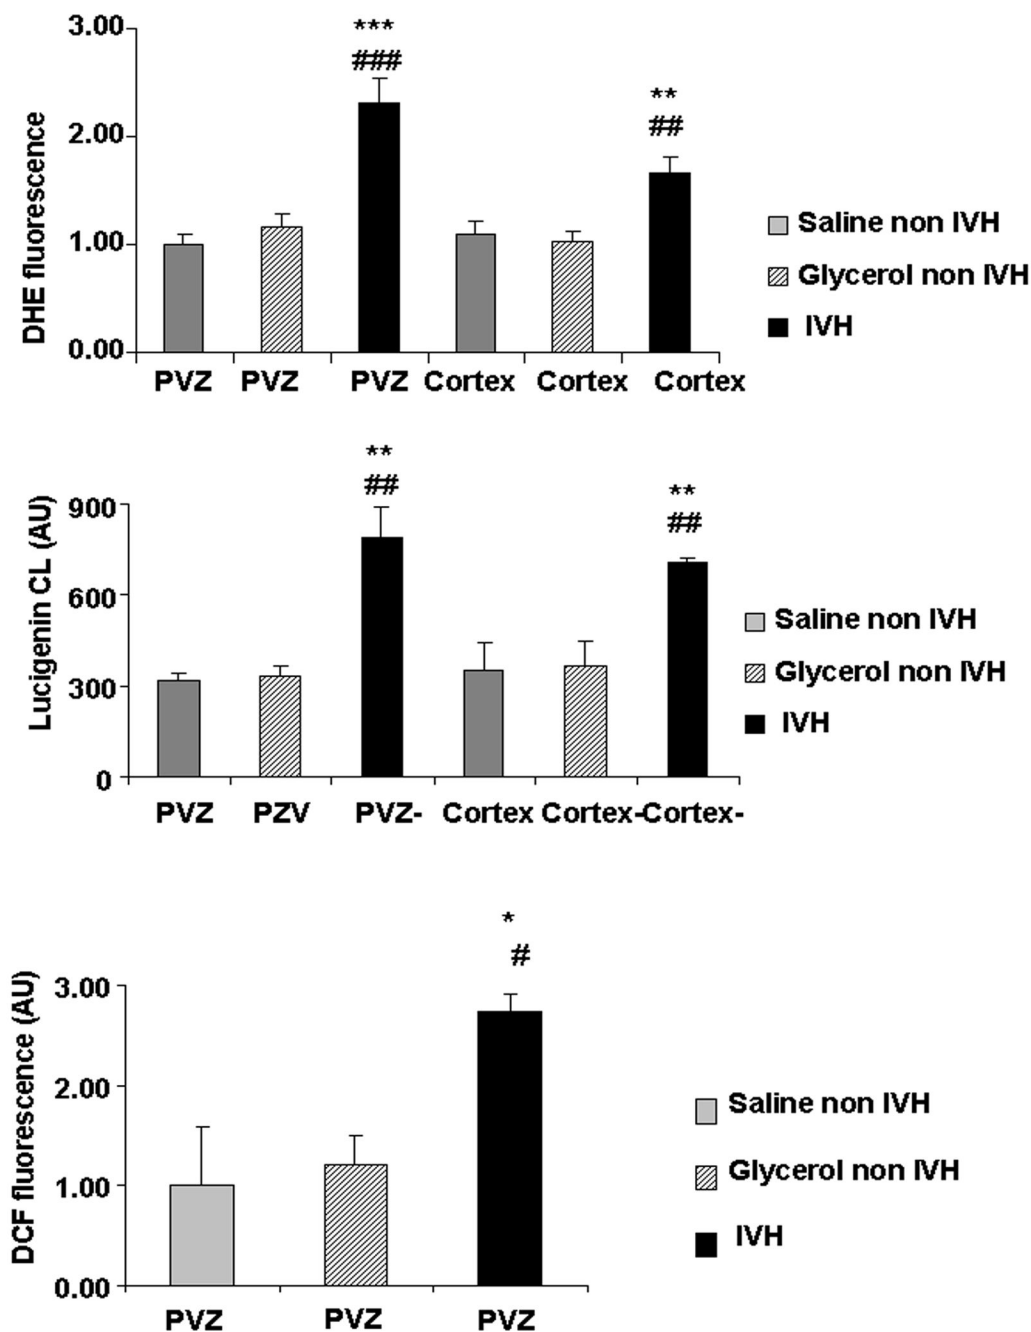 DHE fluorescence
3.00
2.00
1.00
0.00
***
###
**
##
PVZ PVZ PVZ Cortex Cortex Cortex
Saline non IVH
Glycerol non IVH
IVH
Lucigenin CL (AU)
900
600
300
0
**
##
**
##
PVZ PZV PVZ- Cortex Cortex-Cortex-
Saline non IVH
Glycerol non IVH
IVH
DCF fluorescence (AU)
3.00
2.00
1.00
0.00
*
#
PVZ PVZ PVZ
Saline non IVH
Glycerol non IVH
IVH